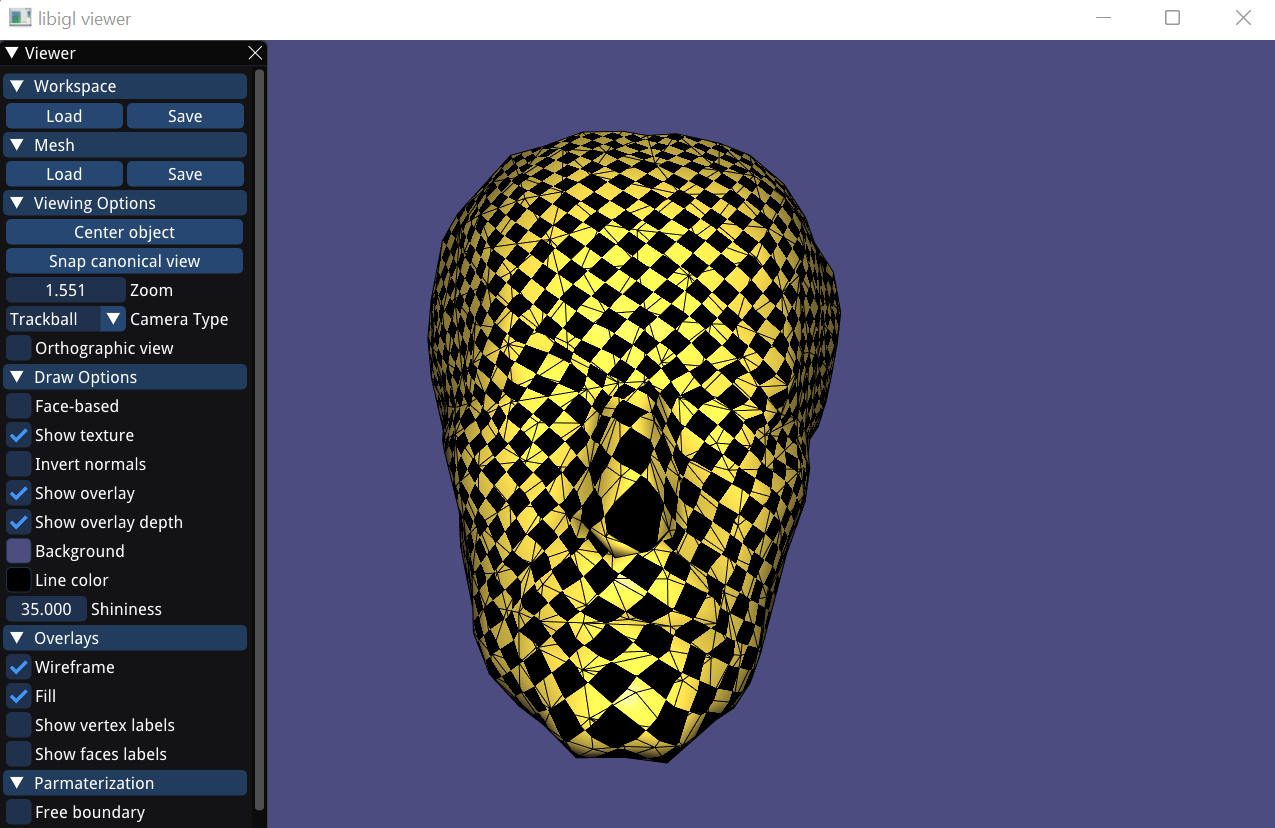 libigl viewer
Viewer
Workspace
Load Save
Mesh
Load Save
Viewing Options
Center object
Snap canonical view
1.551 Zoom
Trackball Camera Type
Orthographic view
Draw Options
Face-based
Show texture
Invert normals
Show overlay
Show overlay depth
Background
Line color
35.000 Shininess
Overlays
Wireframe
Fill
Show vertex labels
Show faces labels
Parmaterization
Free boundary